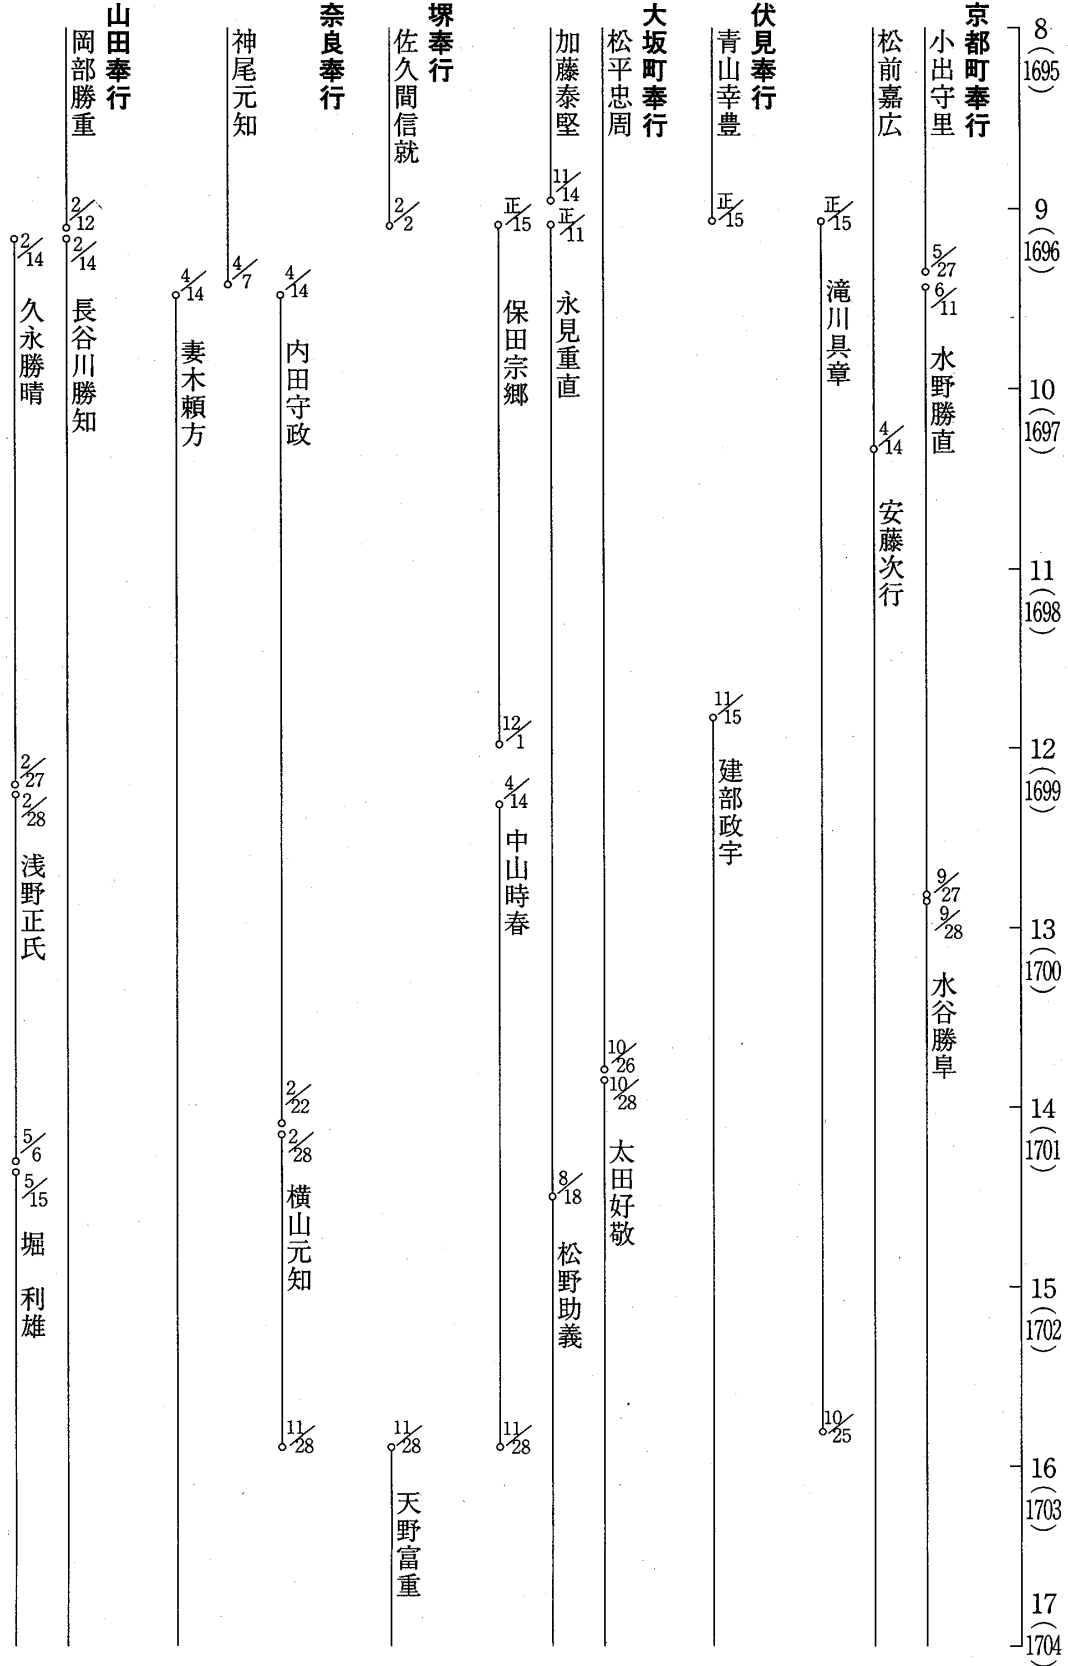 8
(1695)
9
(1696)
10
(1697)
11
(1698)
12
(1699)
13
(1700)
14
(1701)
15
(1702)
16
(1703)
17
(1704)
京都町奉行
小出守里
5/27
6/11
水野勝直
9/27
9/28
水谷勝阜
松前嘉広
4/14
安藤次行
正/15
滝川具章
10/25
伏見奉行
青山幸豊
正/15
11/15
建部政宇
大坂町奉行
松平忠周
10/26
10/28
太田好敬
加藤泰堅
11/14
正/11
永見重直
8/18
松野助義
正/15
保田宗郷
12/1
4/14
中山時春
11/28
堺奉行
佐久間信就
2/2
11/28
天野富重
奈良奉行
4/14
内田守政
2/22
2/28
横山元知
11/28
神尾元知
4/7
4/14
妻木頼方
山田奉行
岡部勝重
2/12
2/14
長谷川勝知
2/14
久永勝晴
2/27
2/28
浅野正氏
5/6
5/15
堀 利雄